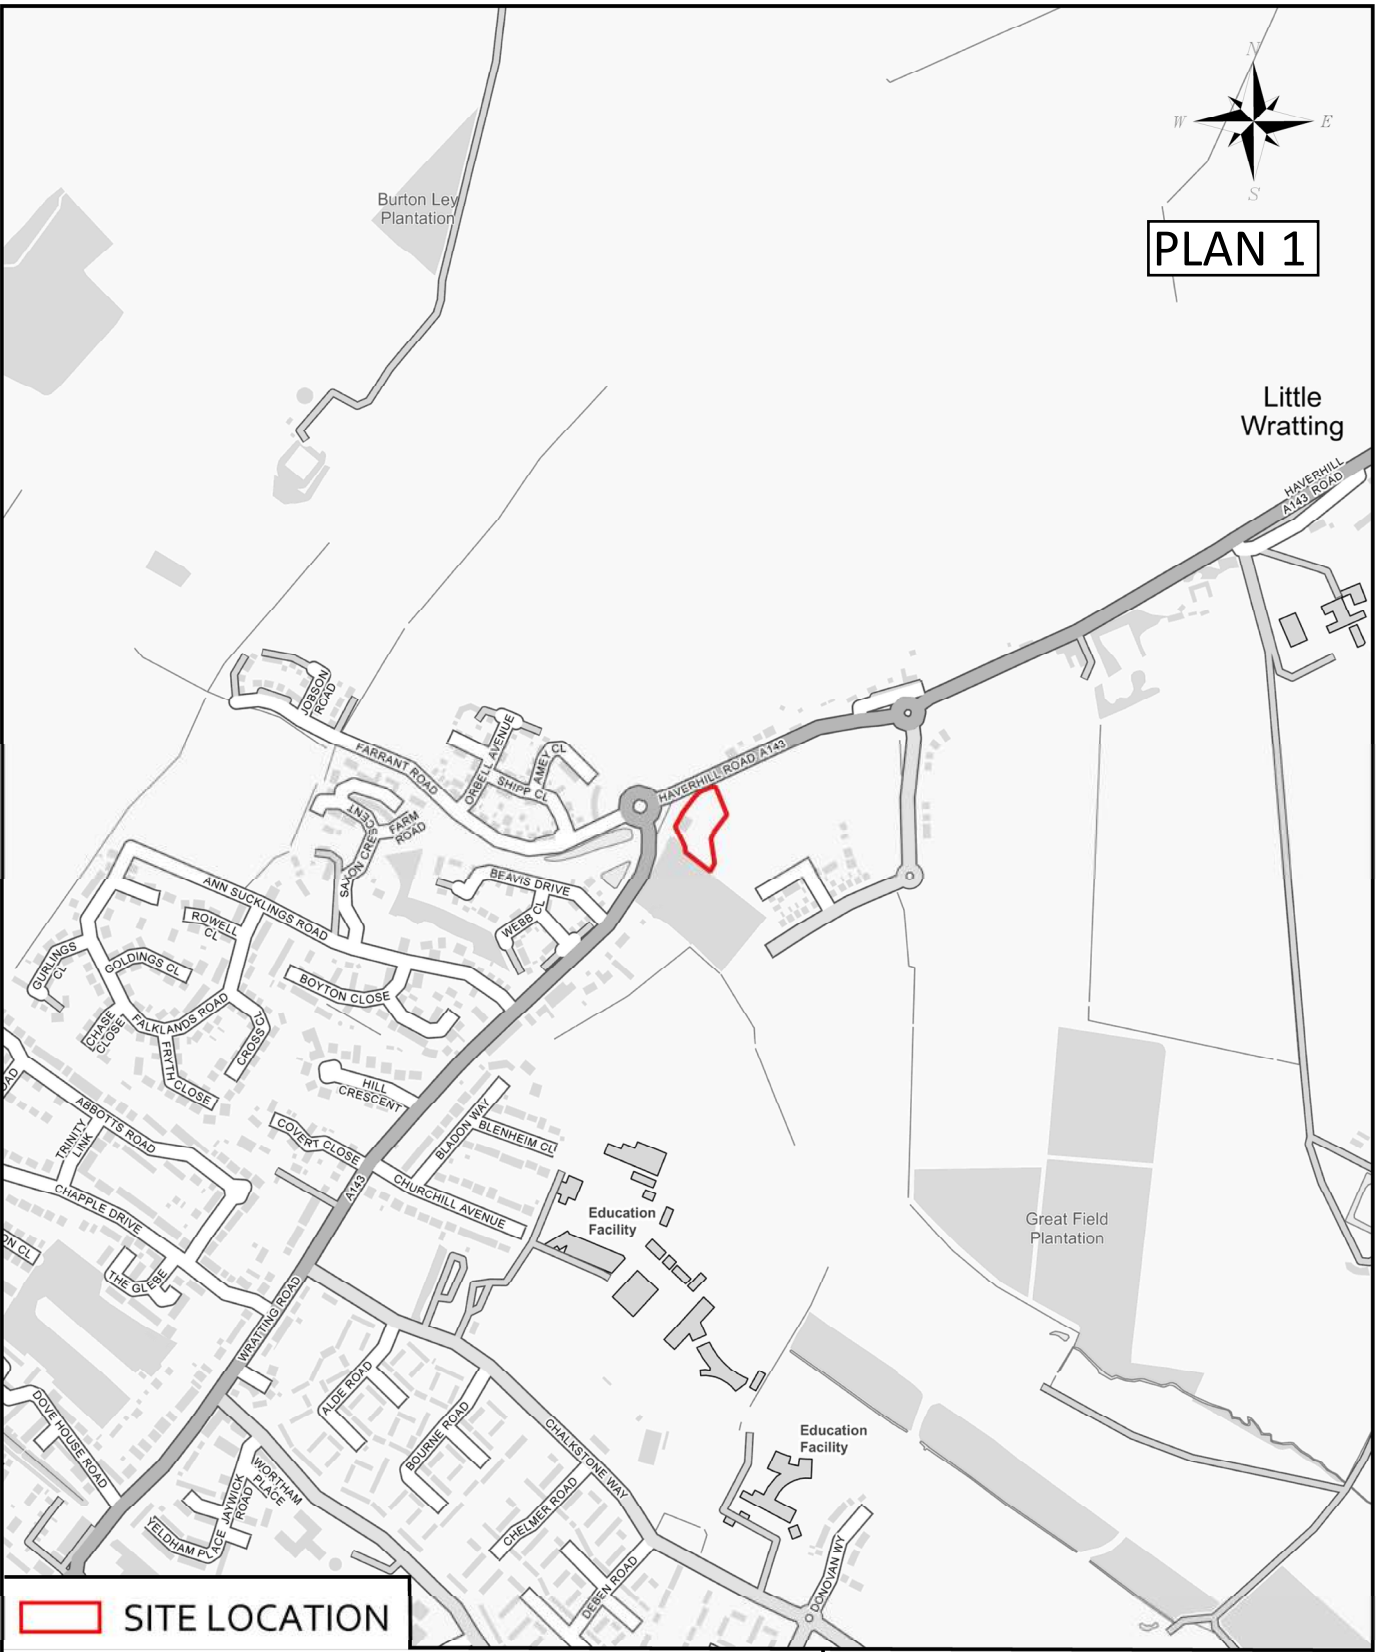 N
W
E
S
PLAN 1
Burton Ley
Plantation
Little
Wratting
HAVERHILL
A143 ROAD
JOBSON
ROAD
FARRANT ROAD
ORBELL AVENUE
AMEY CL
SHIPP CL
HAVERHILL ROAD A143
SAXON CRESCENT
FARM
ROAD
BEAVIS DRIVE
WEBB CL
ANN SUCKLINGS ROAD
ROWELL
CL
GURLINGS
CL
GOLDINGS CL
BOYTON CLOSE
FALKLANDS ROAD
CHASE
CLOSE
CROSS CL
FRYTH CLOSE
HILL
CRESCENT
OAD
ABBOTTS ROAD
TRINITY
LINK
COVERT CLOSE
BLADON WAY
BLENHEIM CL
A143
CHURCHILL AVENUE
CHAPPLE DRIVE
ON CL
THE GLEBE
Education
Facility
Great Field
Plantation
WRATTING ROAD
ALDE ROAD
BOURNE ROAD
DOVE HOUSE ROAD
CHALKSTONE WAY
Education
Facility
WORTHAM
PLACE
JAYWICK
ROAD
YELDHAM PLACE
CHELMER ROAD
DEBEN ROAD
DONOVAN WY
SITE LOCATION